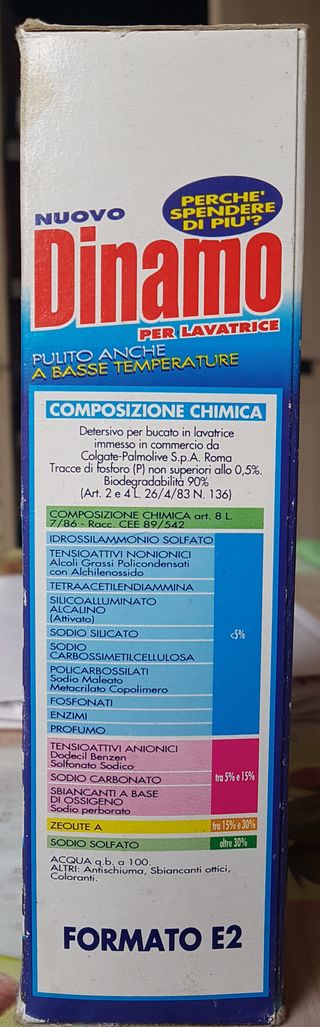 PERCHE'
SPENDERE
DI PIU'?
NUOVO
Dinamo
PER LAVATRICE
PULITO ANCHE
A BASSE TEMPERATURE
COMPOSIZIONE CHIMICA
Detersivo per bucato in lavatrice
immesso in commercio da
Colgate-Palmolive S.p.A. Roma
Tracce di fosforo (P) non superiori allo 0,5%.
Biodegradabilità 90%
(Art. 2 e 4 L. 26/4/83 N. 136)
COMPOSIZIONE CHIMICA art. 8 L.
7/86 - Racc. CEE 89/542
IDROSSILAMMONIO SOLFATO
TENSIOATTIVI NONIONICI
Alcoli Grassi Policondensati
con Alchilenossido
TETRAACETILENDIAMMINA
SILICOALLUMINATO
ALCALINO
(Attivato)
SODIO SILICATO
SODIO
CARBOSSIMETILCELLULOSA
POLICARBOSSILATI
Sodio Maleato
Metacrilato Copolimero
FOSFONATI
ENZIMI
PROFUMO
<5%
TENSIOATTIVI ANIONICI
Dodecil Benzen
Solfonato Sodico
SODIO CARBONATO
SBIANCANTI A BASE
DI OSSIGENO
Sodio perborato
tra 5% e 15%
ZEOLITE A tra 15% e 30%
SODIO SOLFATO oltre 30%
ACQUA q.b. a 100.
ALTRI: Antischiuma, Sbiancanti ottici,
Coloranti.
FORMATO E2